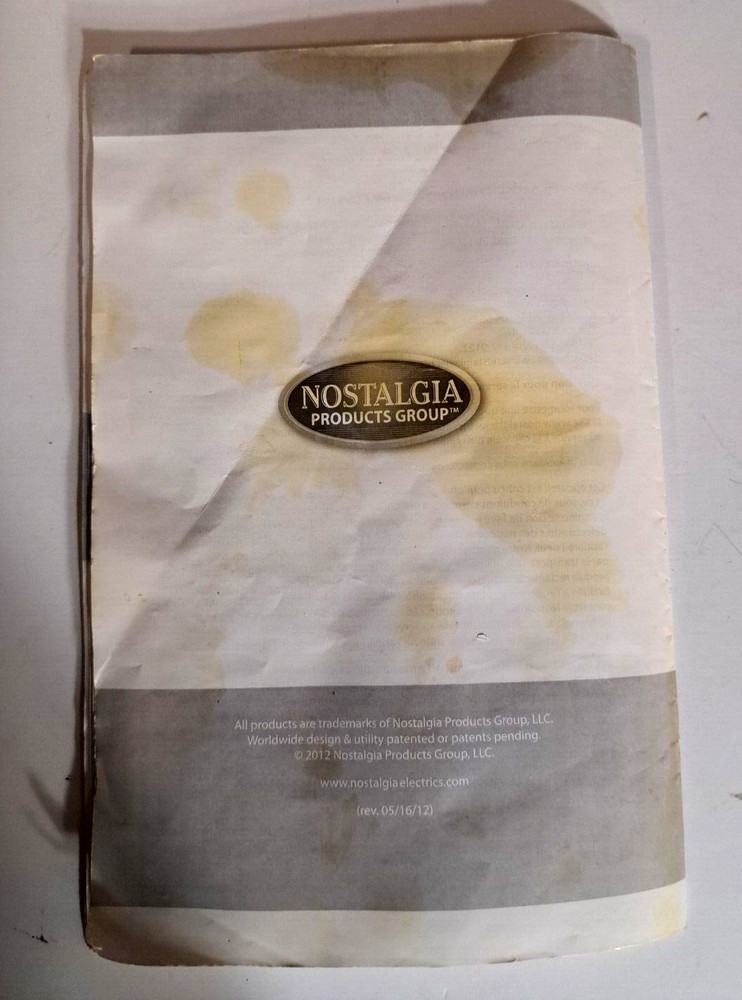 NOSTALGIA
PRODUCTS GROUP™
All products are trademarks of Nostalgia Products Group, LLC.
Worldwide design & utility patented or patents pending.
© 2012 Nostalgia Products Group, LLC.
www.nostalgiaelectrics.com
(rev. 05/16/12)